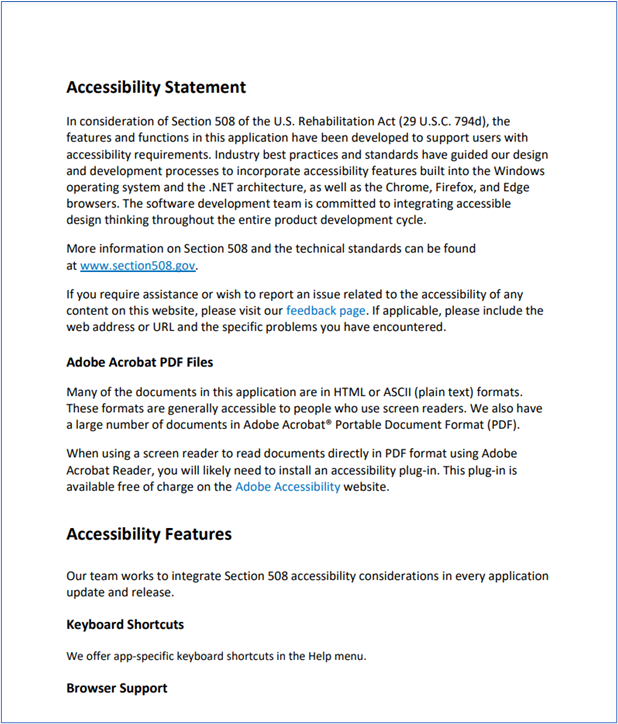 Accessibility Statement
In consideration of Section 508 of the U.S. Rehabilitation Act (29 U.S.C. 794d), the
features and functions in this application have been developed to support users with
accessibility requirements. Industry best practices and standards have guided our design
and development processes to incorporate accessibility features built into the Windows
operating system and the .NET architecture, as well as the Chrome, Firefox, and Edge
browsers. The software development team is committed to integrating accessible
design thinking throughout the entire product development cycle.
More information on Section 508 and the technical standards can be found
at www.section508.gov.
If you require assistance or wish to report an issue related to the accessibility of any
content on this website, please visit our feedback page. If applicable, please include the
web address or URL and the specific problems you have encountered.
Adobe Acrobat PDF Files
Many of the documents in this application are in HTML or ASCII (plain text) formats.
These formats are generally accessible to people who use screen readers. We also have
a large number of documents in Adobe Acrobat® Portable Document Format (PDF).
When using a screen reader to read documents directly in PDF format using Adobe
Acrobat Reader, you will likely need to install an accessibility plug-in. This plug-in is
available free of charge on the Adobe Accessibility website.
Accessibility Features
Our team works to integrate Section 508 accessibility considerations in every application
update and release.
Keyboard Shortcuts
We offer app-specific keyboard shortcuts in the Help menu.
Browser Support